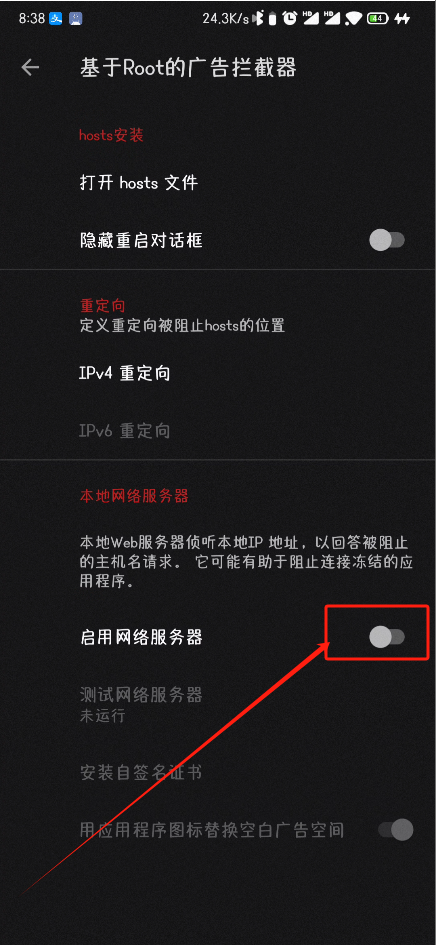 8:38 支 24.3K/s HD HD 44
基于Root的广告拦截器
hosts安装
打开 hosts 文件
隐藏重启对话框
重定向
定义重定向被阻止hosts的位置
IPv4 重定向
IPv6 重定向
本地网络服务器
本地Web服务器侦听本地IP 地址，以回答被阻止
的主机名请求。 它可能有助于阻止连接冻结的应
用程序。
启用网络服务器
测试网络服务器
未运行
安装自签名证书
用应用程序图标替换空白广告空间